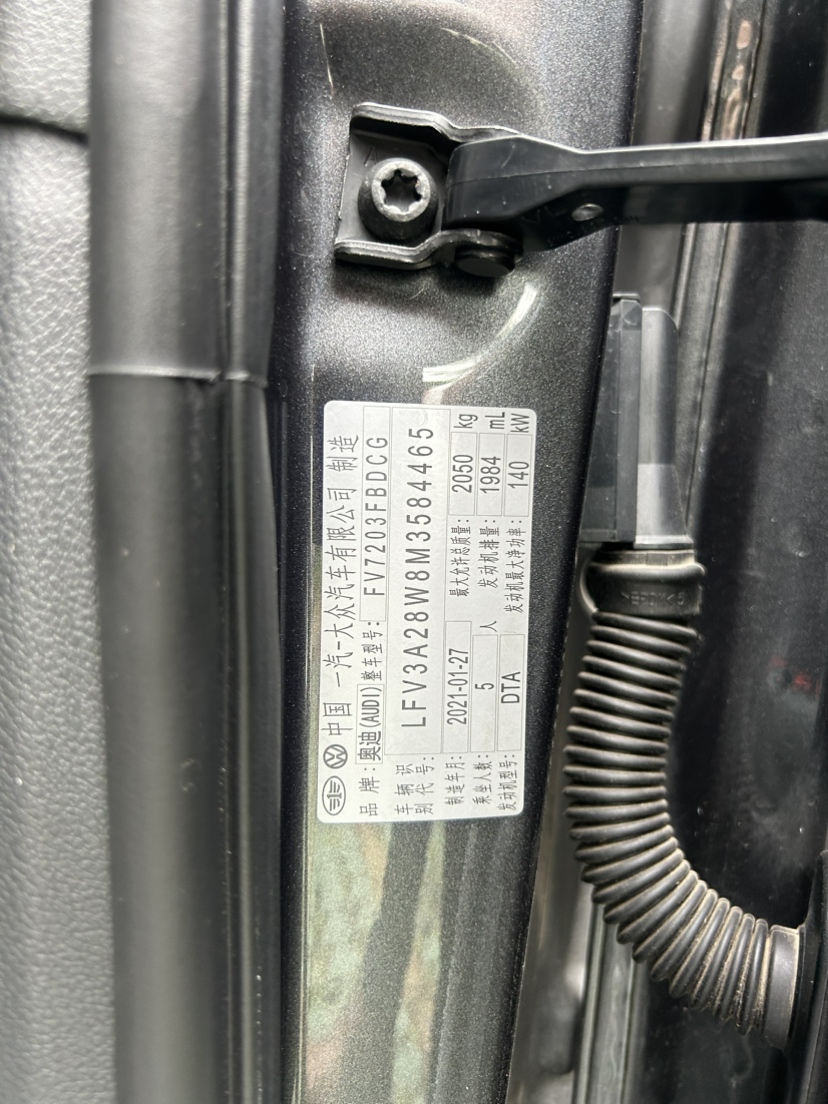 中国 一汽-大众汽车有限公司 制造
品 牌: 奥迪(AUDI) 整车型号: FV7203FBDCG
车辆识别代号: LFV3A28W8M3584465
制造年月: 2021-01-27 最大允许总质量: 2050 kg
乘坐人数: 5 人 发动机排量: 1984 mL
发动机型号: DTA 发动机最大净功率: 140 kW